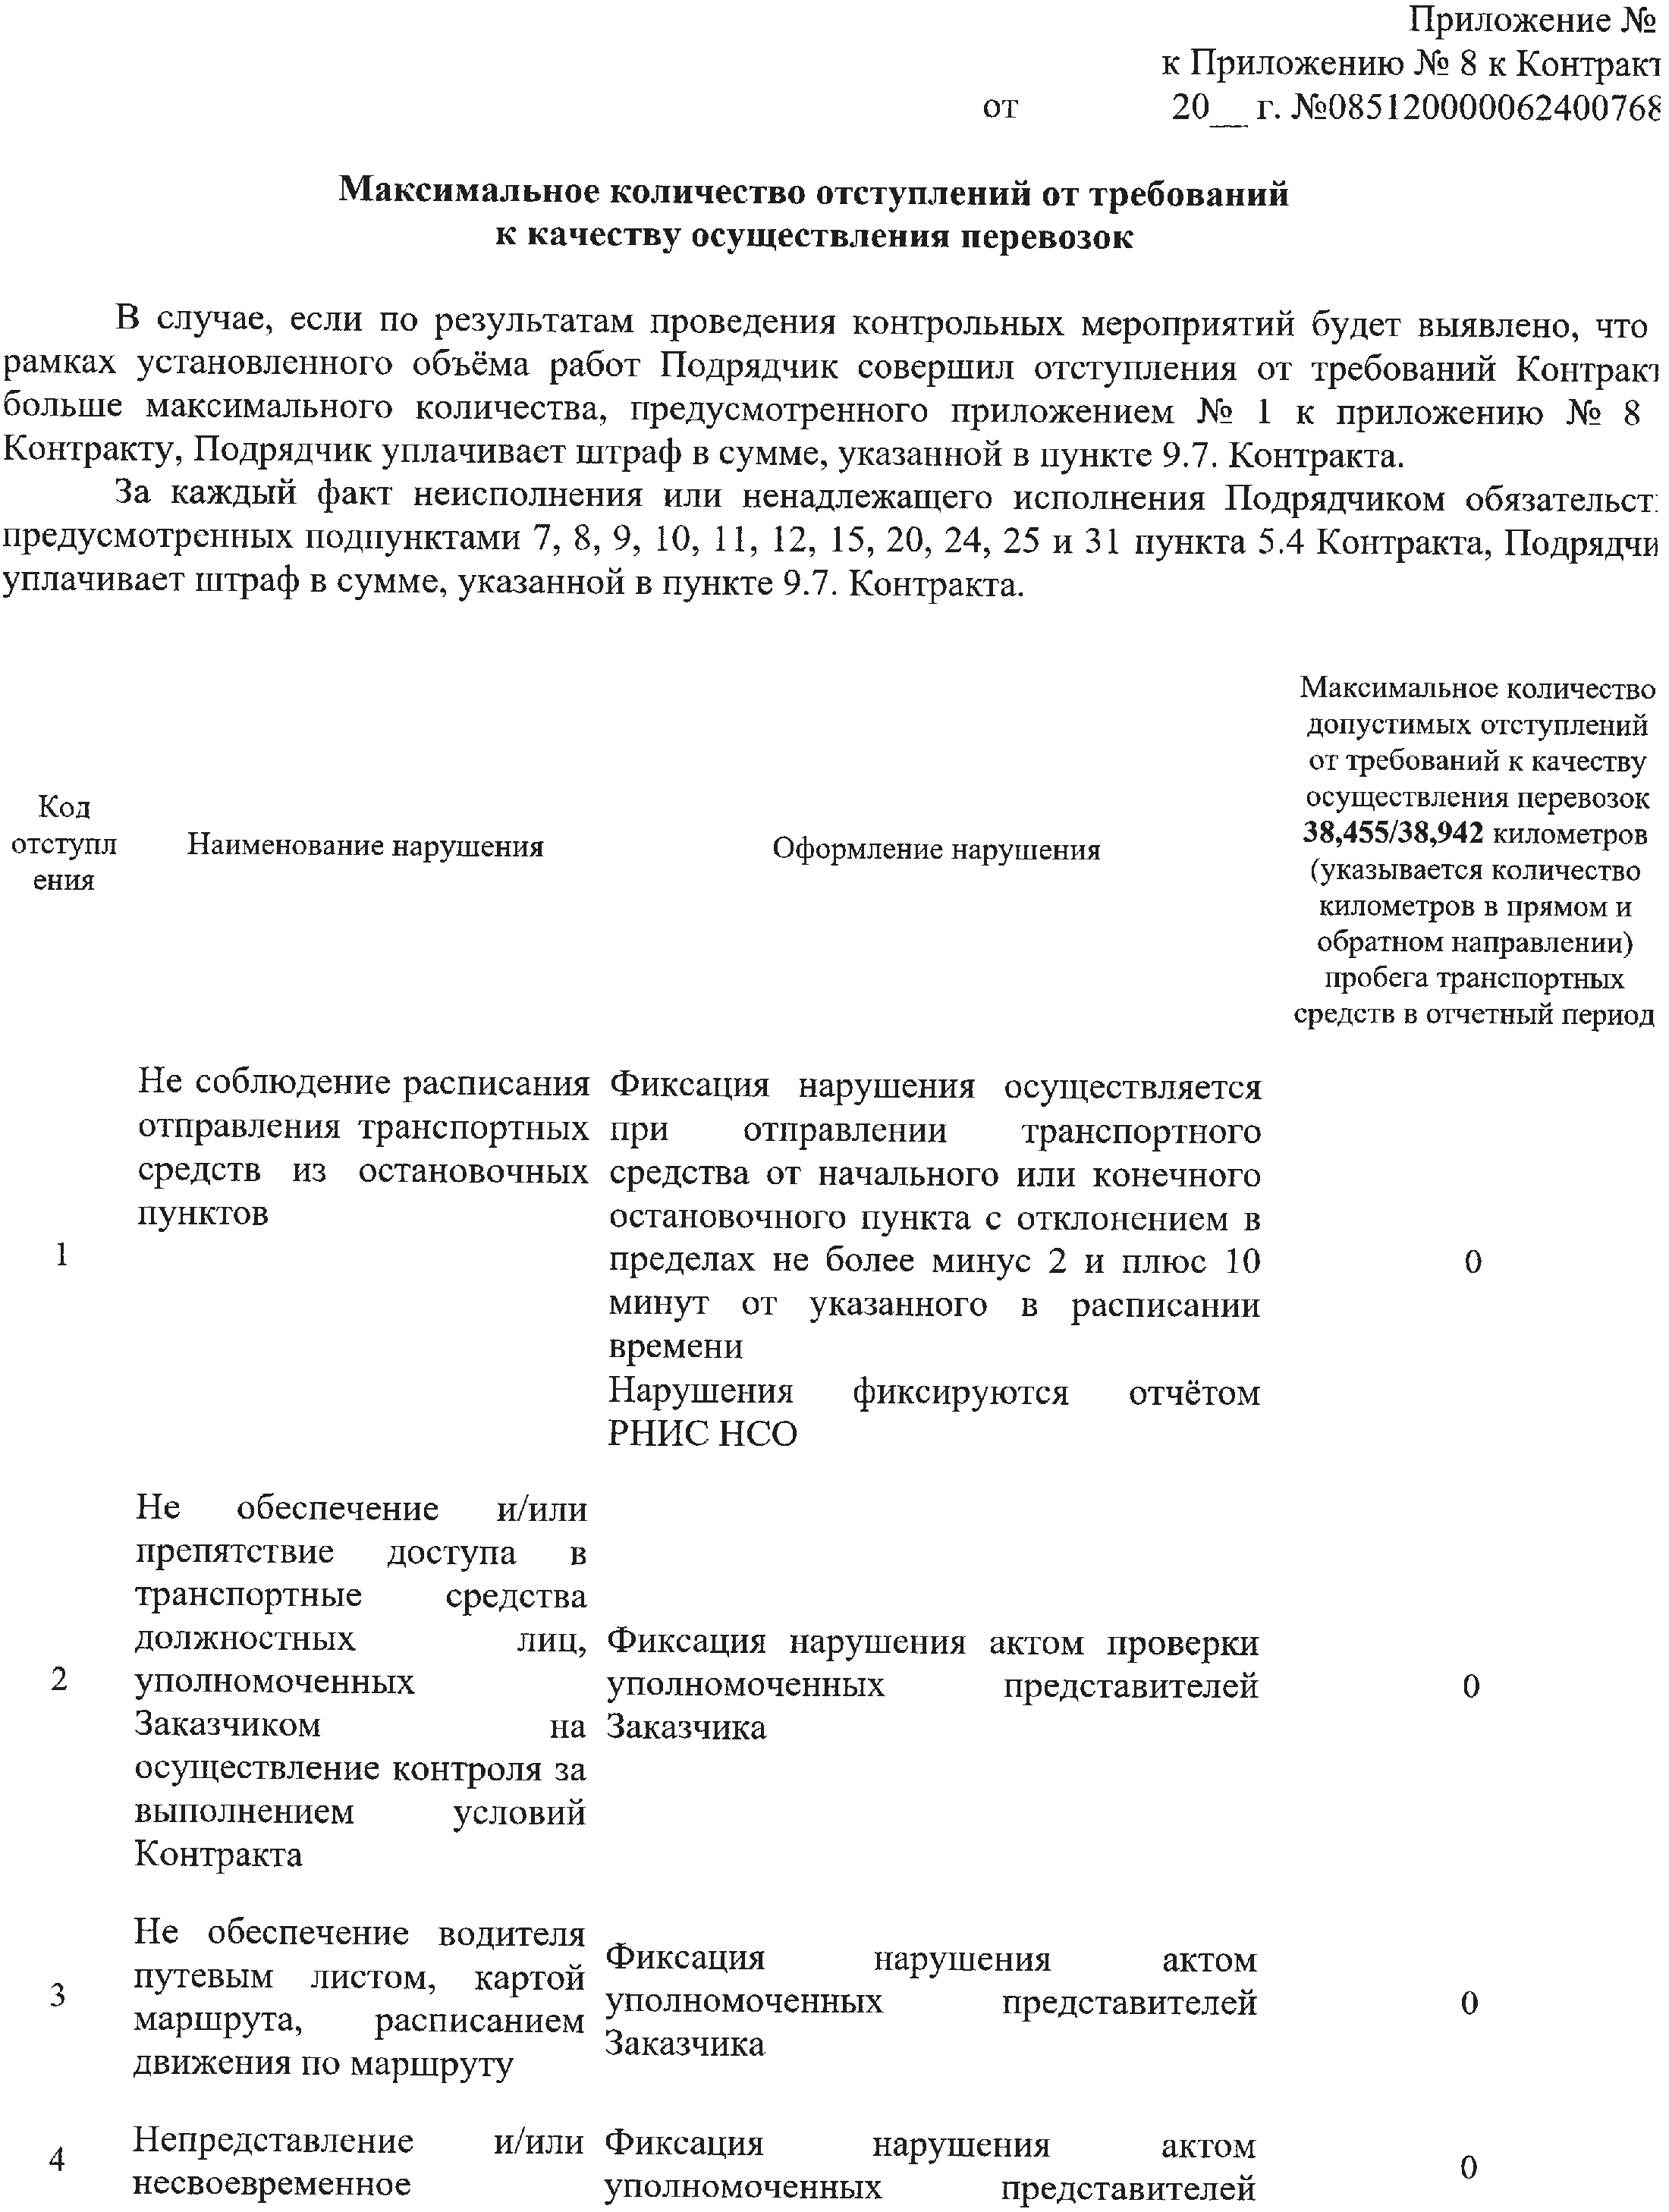 Приложение №
к Приложению № 8 к Контракт
от 20__ г. №085120000062400768
Максимальное количество отступлений от требований
к качеству осуществления перевозок
В случае, если по результатам проведения контрольных мероприятий будет выявлено, что
рамках установленного объёма работ Подрядчик совершил отступления от требований Контракт
больше максимального количества, предусмотренного приложением № 1 к приложению № 8
Контракту, Подрядчик уплачивает штраф в сумме, указанной в пункте 9.7. Контракта.
За каждый факт неисполнения или ненадлежащего исполнения Подрядчиком обязательст
предусмотренных подпунктами 7, 8, 9, 10, 11, 12, 15, 20, 24, 25 и 31 пункта 5.4 Контракта, Подрядчи
уплачивает штраф в сумме, указанной в пункте 9.7. Контракта.
Код
отступл
ения
Наименование нарушения
Оформление нарушения
Максимальное количество
допустимых отступлений
от требований к качеству
осуществления перевозок
38,455/38,942 километров
(указывается количество
километров в прямом и
обратном направлении)
пробега транспортных
средств в отчетный период
1
Не соблюдение расписания
отправления транспортных
средств из остановочных
пунктов
Фиксация нарушения осуществляется
при отправлении транспортного
средства от начального или конечного
остановочного пункта с отклонением в
пределах не более минус 2 и плюс 10
минут от указанного в расписании
времени
Нарушения фиксируются отчётом
РНИС НСО
0
2
Не обеспечение и/или
препятствие доступа в
транспортные средства
должностных лиц,
уполномоченных
Заказчиком на
осуществление контроля за
выполнением условий
Контракта
Фиксация нарушения актом проверки
уполномоченных представителей
Заказчика
0
3
Не обеспечение водителя
путевым листом, картой
маршрута, расписанием
движения по маршруту
Фиксация нарушения актом
уполномоченных представителей
Заказчика
0
4
Непредставление и/или
несвоевременное
Фиксация нарушения актом
уполномоченных представителей
0